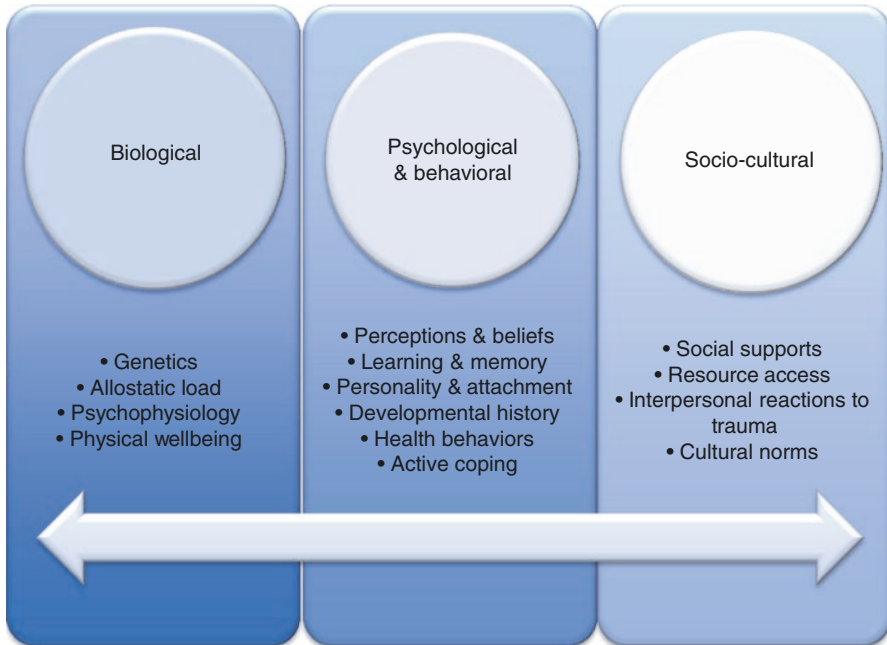 Biological
• Genetics
• Allostatic load
• Psychophysiology
• Physical wellbeing
Psychological
& behavioral
• Perceptions & beliefs
• Learning & memory
• Personality & attachment
• Developmental history
• Health behaviors
• Active coping
Socio-cultural
• Social supports
• Resource access
• Interpersonal reactions to
trauma
• Cultural norms